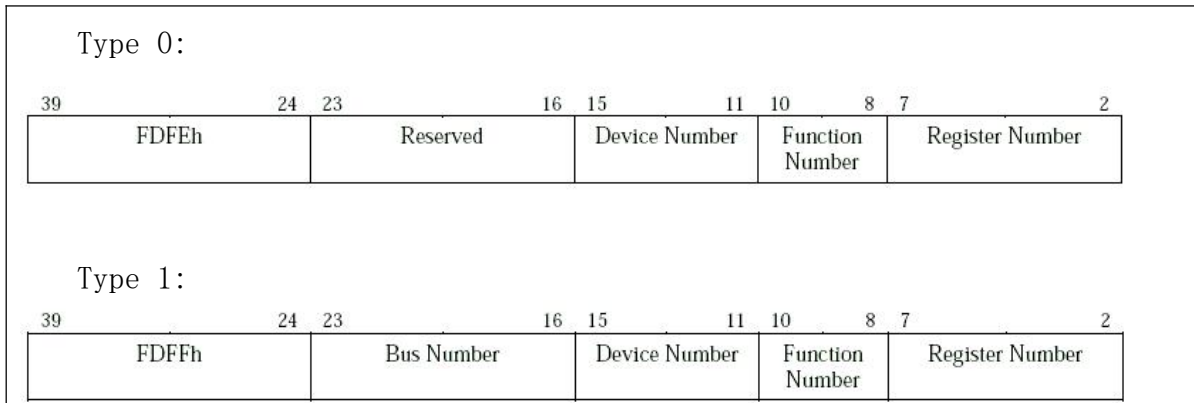 Type 0:
39 24 23 16 15 11 10 8 7 2
FDFEh Reserved Device Number Function Number Register Number
Type 1:
39 24 23 16 15 11 10 8 7 2
FDFFh Bus Number Device Number Function Number Register Number